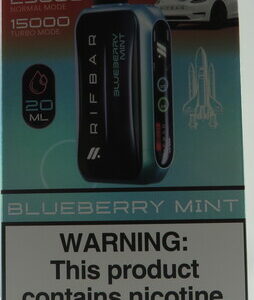 NORMAL MODE
15000
TURBO MODE
20
ML
RIFBAR
BLUEBERRY
MINT
BLUEBERRY MINT
WARNING:
This product
contains nicotine.